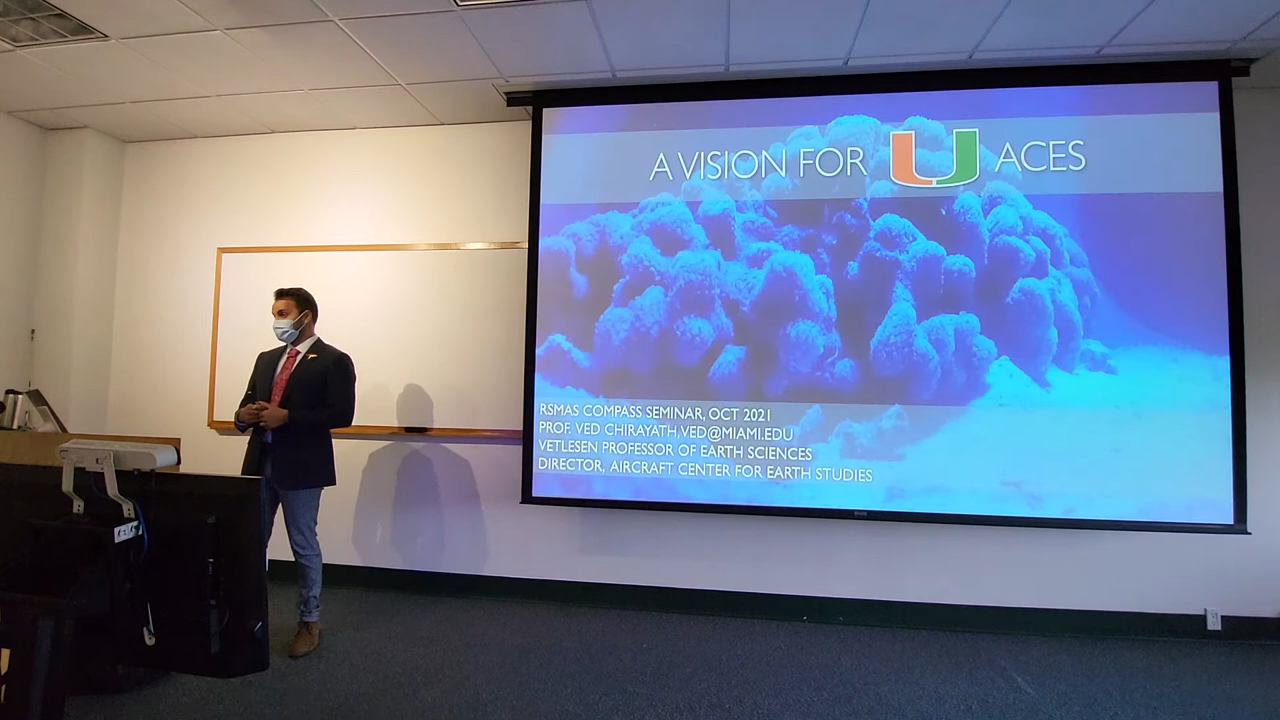 A VISION FOR U ACES
RSMAS COMPASS SEMINAR, OCT 2021
PROF. VED CHIRAYATH,VED@MIAMI.EDU
VETLESEN PROFESSOR OF EARTH SCIENCES
DIRECTOR, AIRCRAFT CENTER FOR EARTH STUDIES